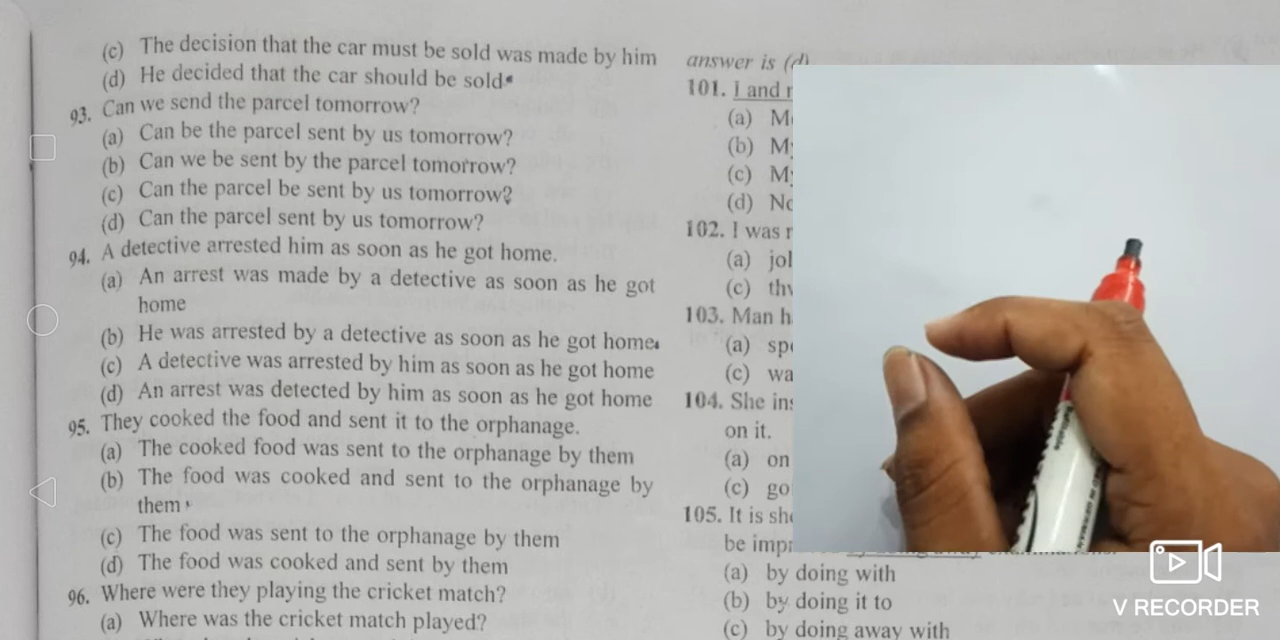 (c) The decision that the car must be sold was made by him
(d) He decided that the car should be sold
93. Can we send the parcel tomorrow?
(a) Can be the parcel sent by us tomorrow?
(b) Can we be sent by the parcel tomorrow?
(c) Can the parcel be sent by us tomorrow?
(d) Can the parcel sent by us tomorrow?
94. A detective arrested him as soon as he got home.
(a) An arrest was made by a detective as soon as he got
home
(b) He was arrested by a detective as soon as he got home
(c) A detective was arrested by him as soon as he got home
(d) An arrest was detected by him as soon as he got home
95. They cooked the food and sent it to the orphanage.
(a) The cooked food was sent to the orphanage by them
(b) The food was cooked and sent to the orphanage by
them
(c) The food was sent to the orphanage by them
(d) The food was cooked and sent by them
96. Where were they playing the cricket match?
(a) Where was the cricket match played?
answer is (d)
101. I and
(a)
(b)
(c)
(d)
102. I was
(a)
(c)
103. Man
(a)
(c)
104. She
on it.
(a) on
(c)
105. It is
be
(a) by doing with
(b) by doing it to
(c) by doing away with
V RECORDER